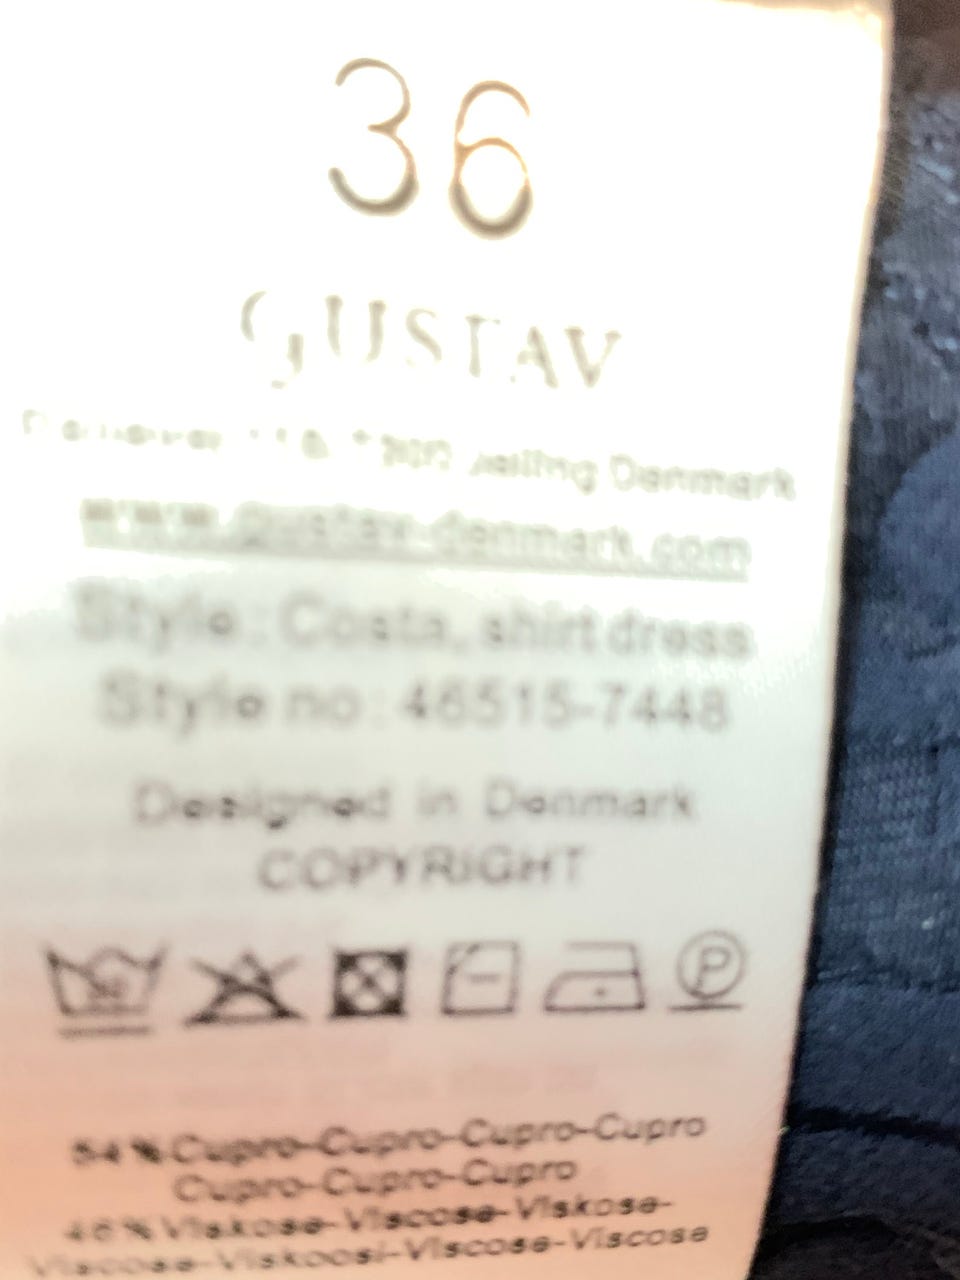 36
GUSTAV
Jelling Denmark
www.gustav-denmark.com
Style: Costa, shirt dress
Style no: 46515-7448
Designed in Denmark
COPYRIGHT
P
54% Cupro-Cupro-Cupro-Cupro
Cupro-Cupro-Cupro
46% Viskose-Viscose-Viskose-
Viscose-Viskoosi-Viscose-Viscose